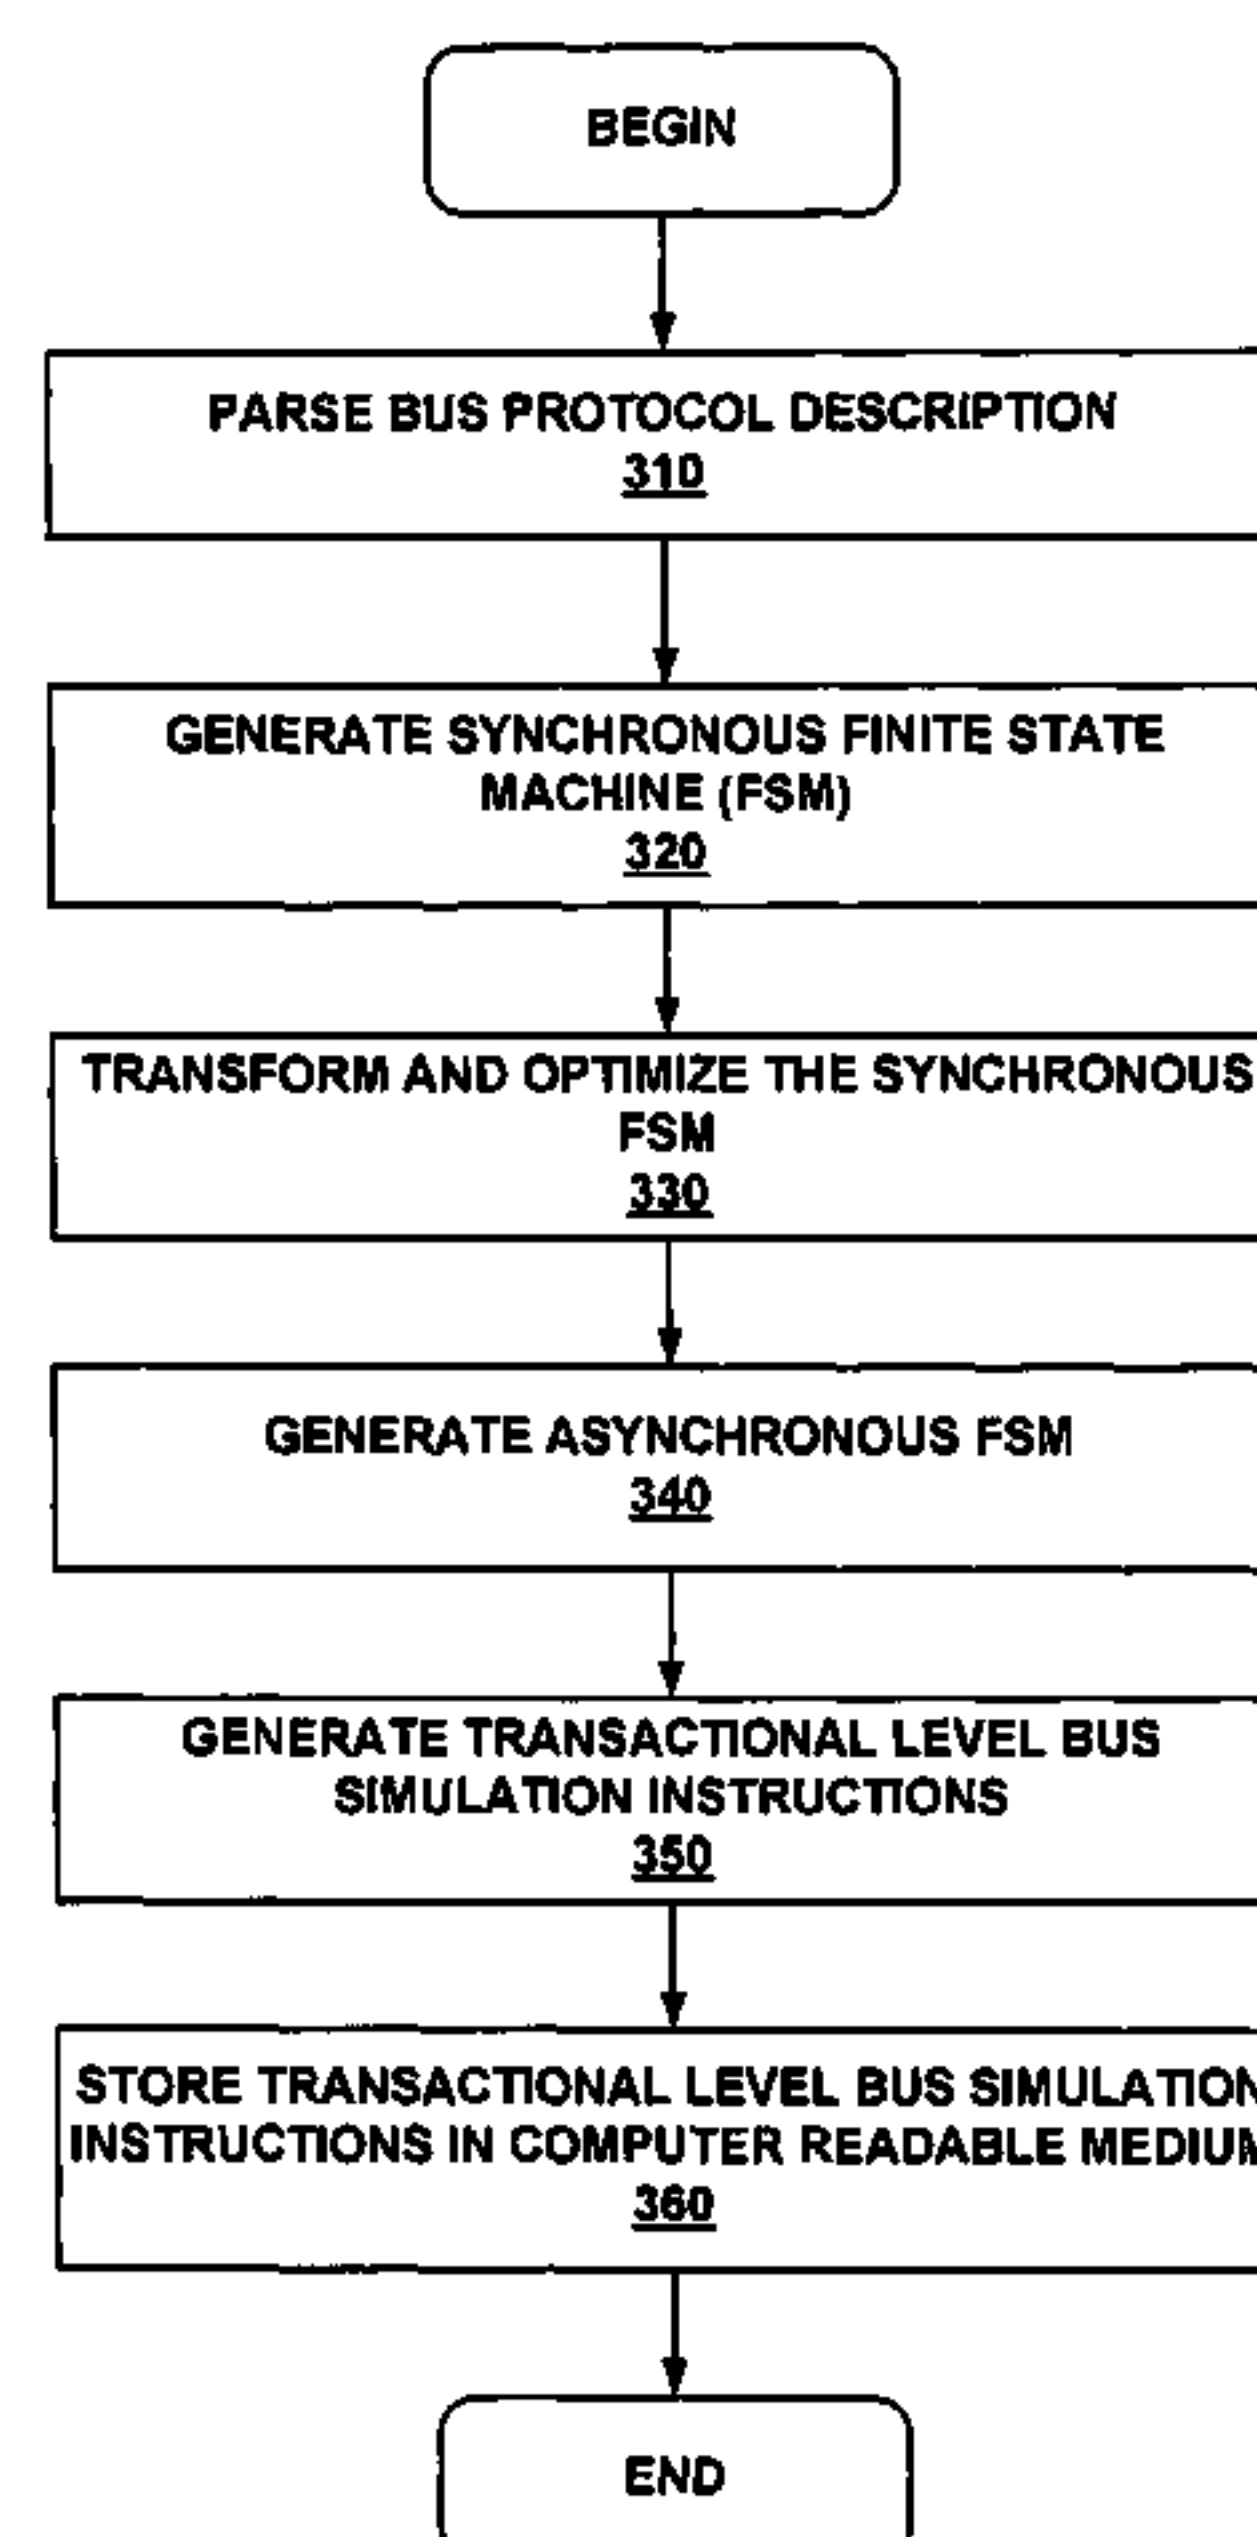 BEGIN
PARSE BUS PROTOCOL DESCRIPTION
310
GENERATE SYNCHRONOUS FINITE STATE
MACHINE (FSM)
320
TRANSFORM AND OPTIMIZE THE SYNCHRONOUS
FSM
330
GENERATE ASYNCHRONOUS FSM
340
GENERATE TRANSACTIONAL LEVEL BUS
SIMULATION INSTRUCTIONS
350
STORE TRANSACTIONAL LEVEL BUS SIMULATION
INSTRUCTIONS IN COMPUTER READABLE MEDIUM
360
END